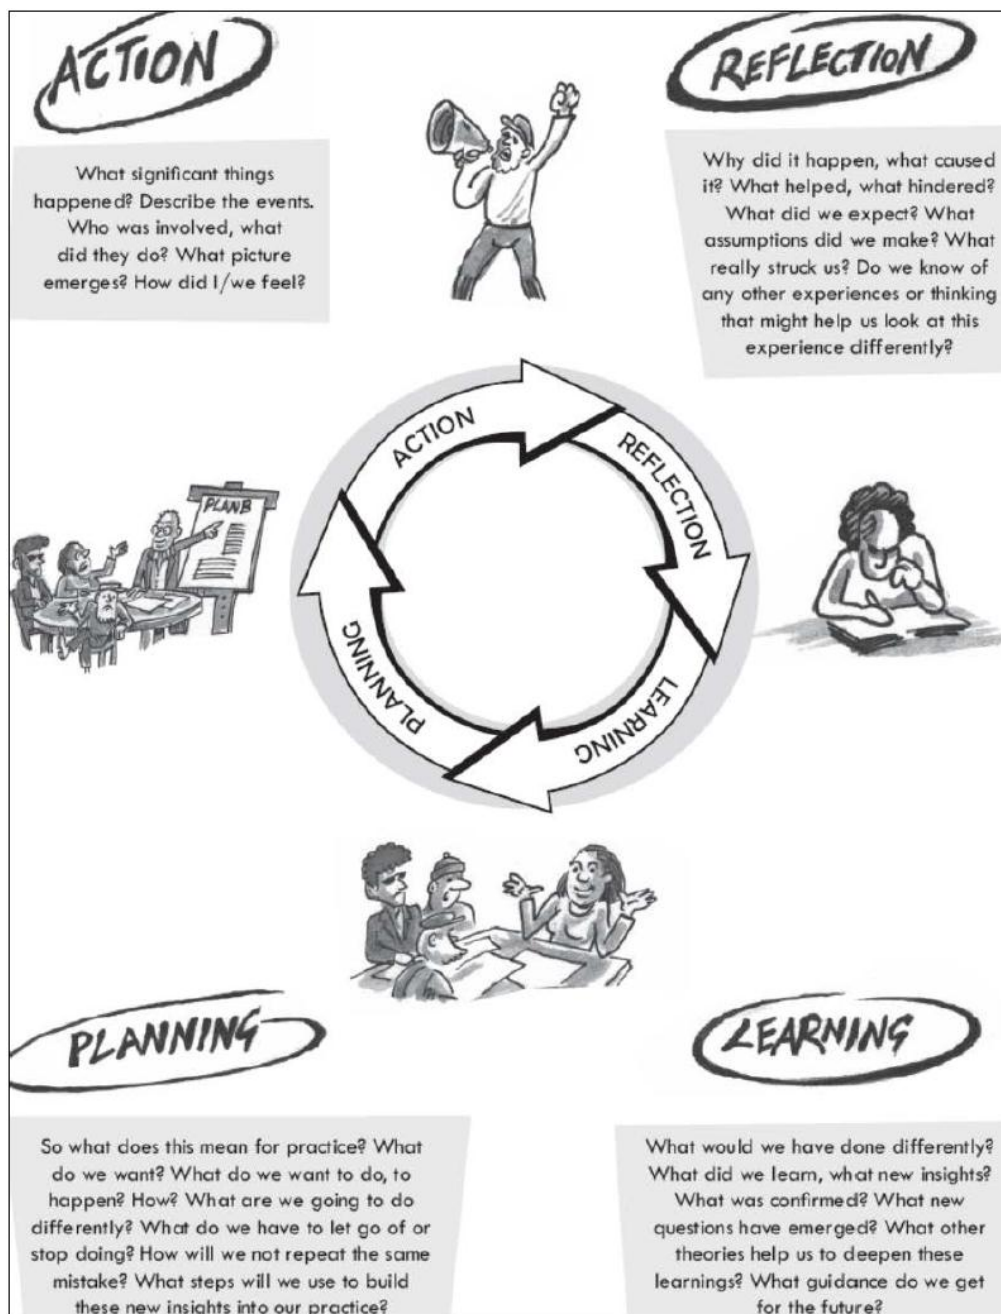 ACTION
What significant things
happened? Describe the events.
Who was involved, what
did they do? What picture
emerges? How did I/we feel?
REFLECTION
Why did it happen, what caused
it? What helped, what hindered?
What did we expect? What
assumptions did we make? What
really struck us? Do we know of
any other experiences or thinking
that might help us look at this
experience differently?
ACTION
REFLECTION
LEARNING
PLANNING
PLAN B
PLANNING
So what does this mean for practice? What
do we want? What do we want to do, to
happen? How? What are we going to do
differently? What do we have to let go of or
stop doing? How will we not repeat the same
mistake? What steps will we use to build
these new insights into our practice?
LEARNING
What would we have done differently?
What did we learn, what new insights?
What was confirmed? What new
questions have emerged? What other
theories help us to deepen these
learnings? What guidance do we get
for the future?